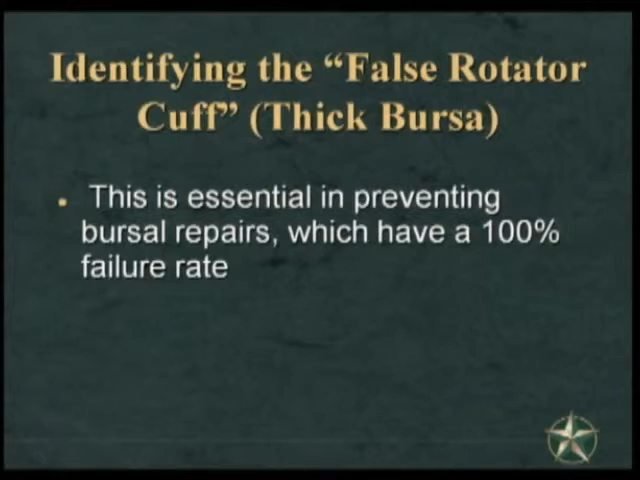 Identifying the “False Rotator
Cuff” (Thick Bursa)
This is essential in preventing
bursal repairs, which have a 100%
failure rate